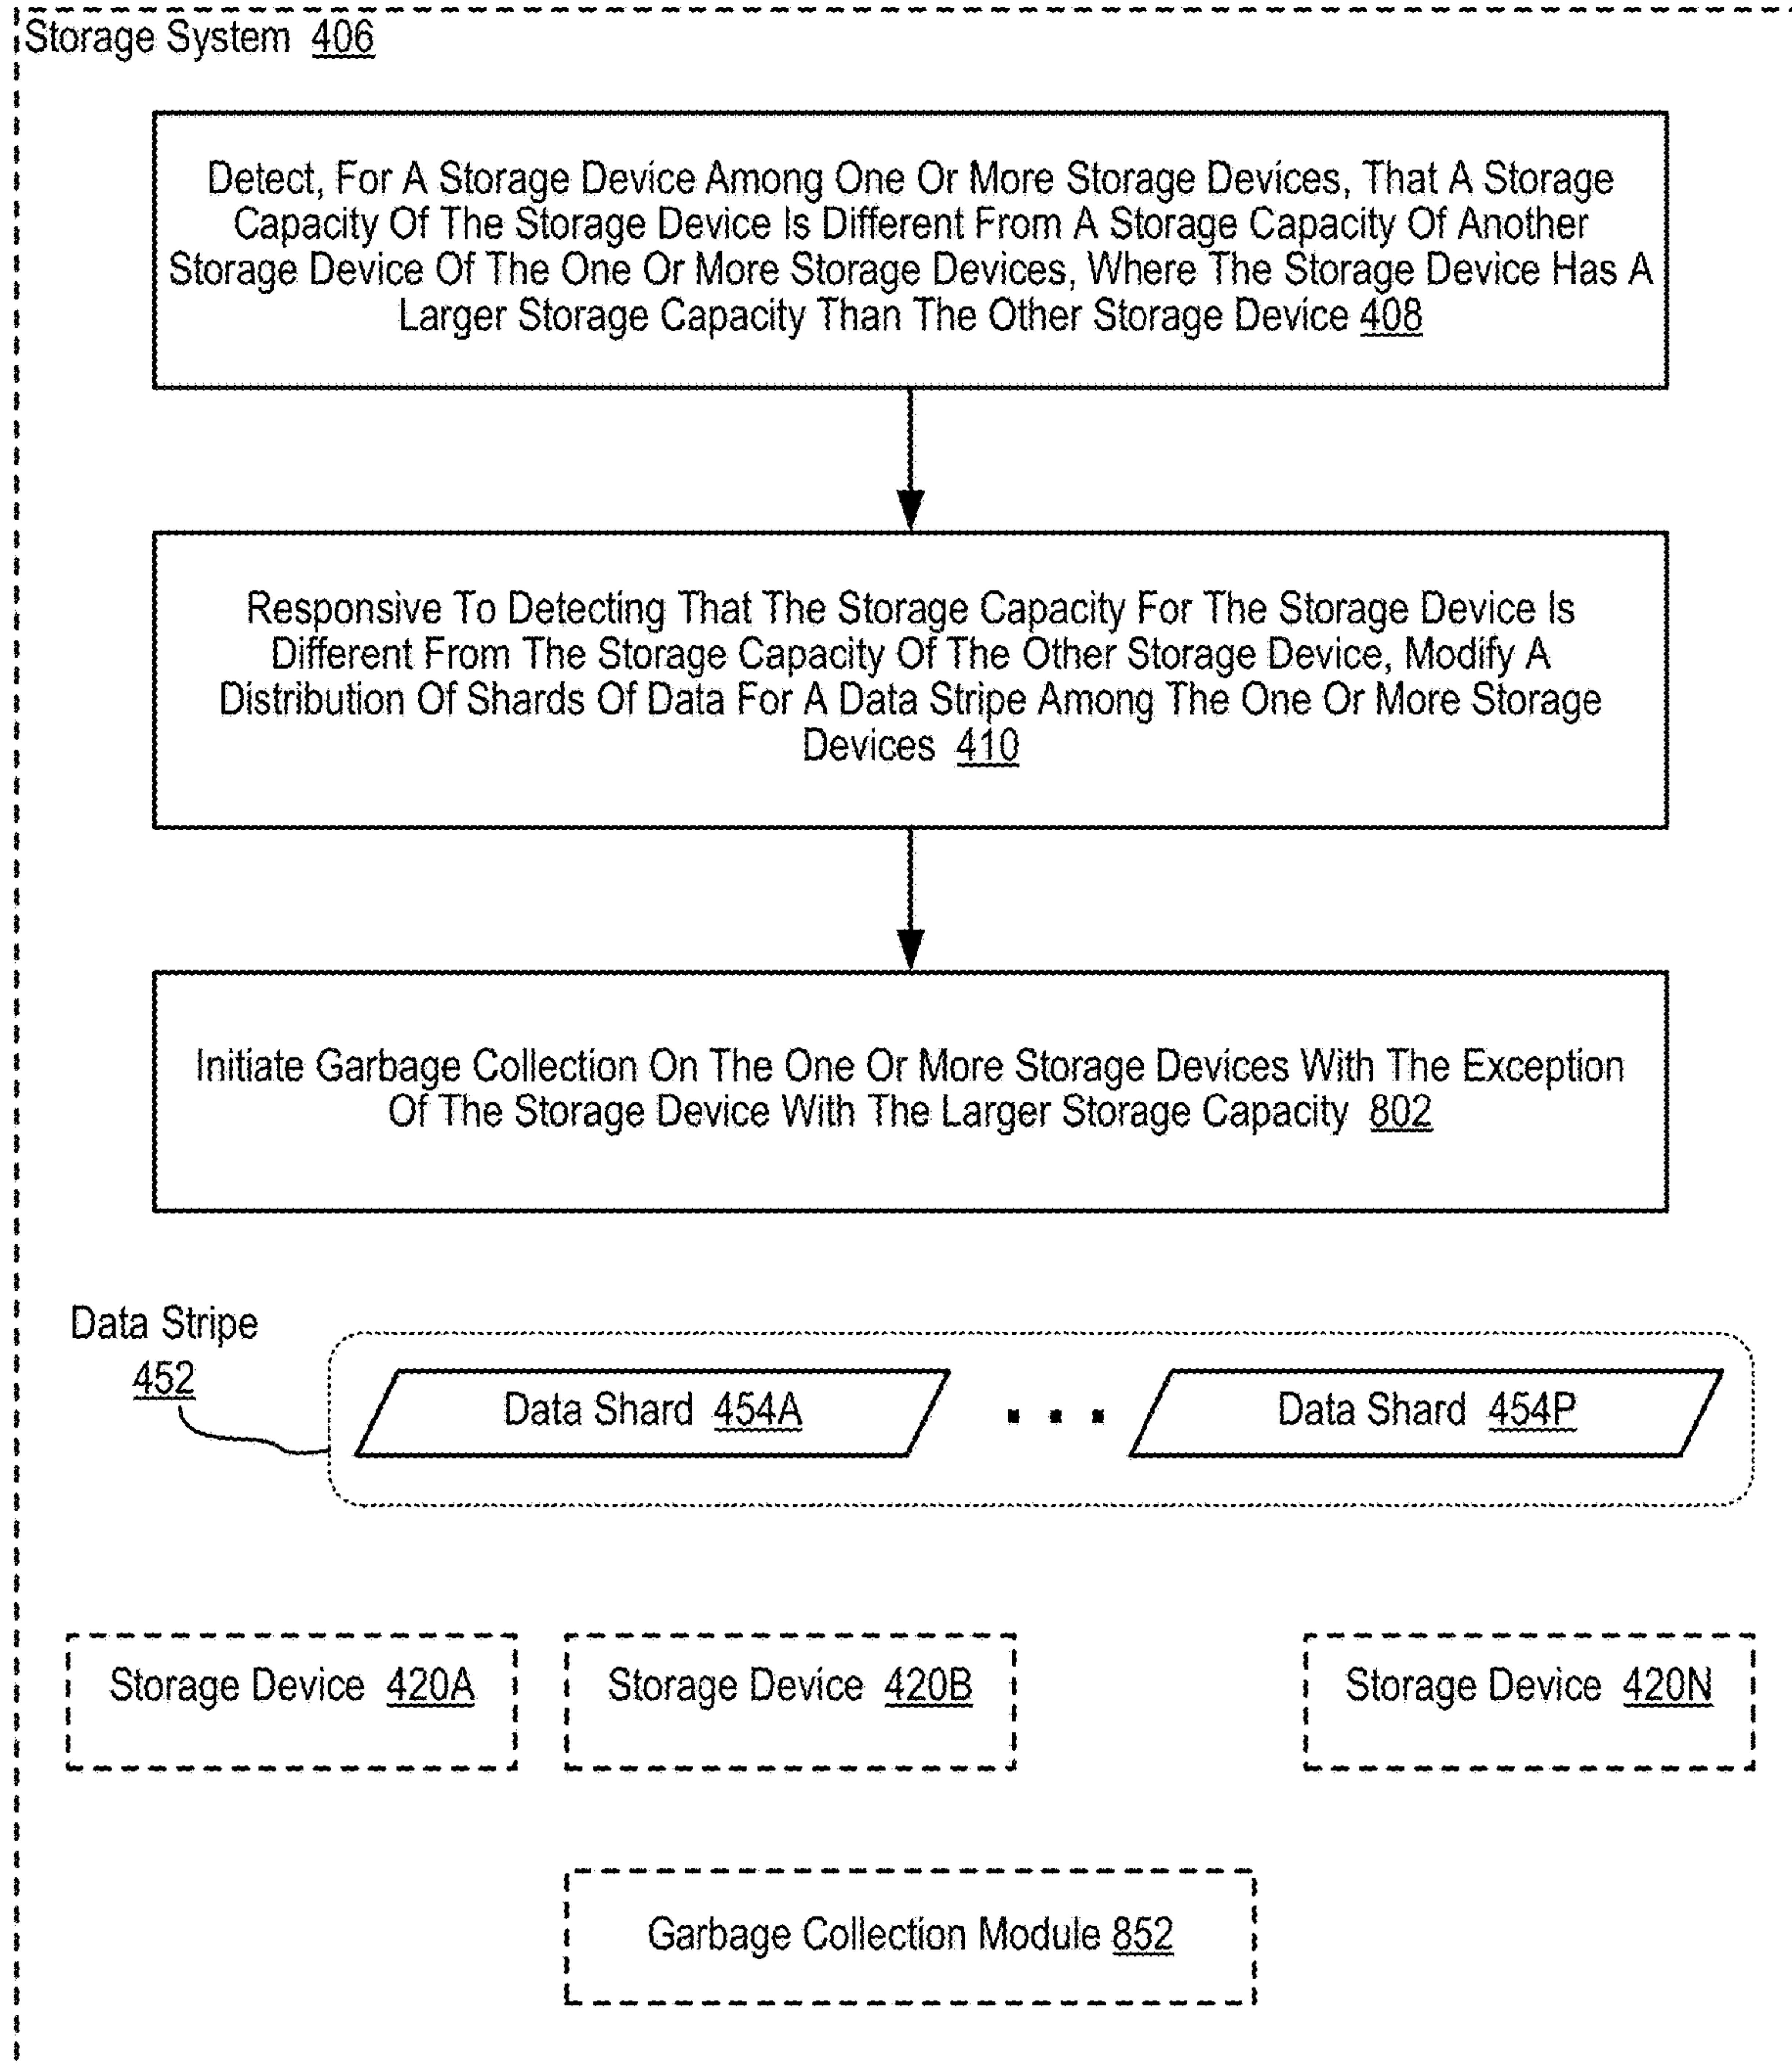 Storage System 406
Detect, For A Storage Device Among One Or More Storage Devices, That A Storage
Capacity Of The Storage Device Is Different From A Storage Capacity Of Another
Storage Device Of The One Or More Storage Devices, Where The Storage Device Has A
Larger Storage Capacity Than The Other Storage Device 408
Responsive To Detecting That The Storage Capacity For The Storage Device Is
Different From The Storage Capacity Of The Other Storage Device, Modify A
Distribution Of Shards Of Data For A Data Stripe Among The One Or More Storage
Devices 410
Initiate Garbage Collection On The One Or More Storage Devices With The Exception
Of The Storage Device With The Larger Storage Capacity 802
Data Stripe
452
Data Shard 454A
Data Shard 454P
Storage Device 420A
Storage Device 420B
Storage Device 420N
Garbage Collection Module 852